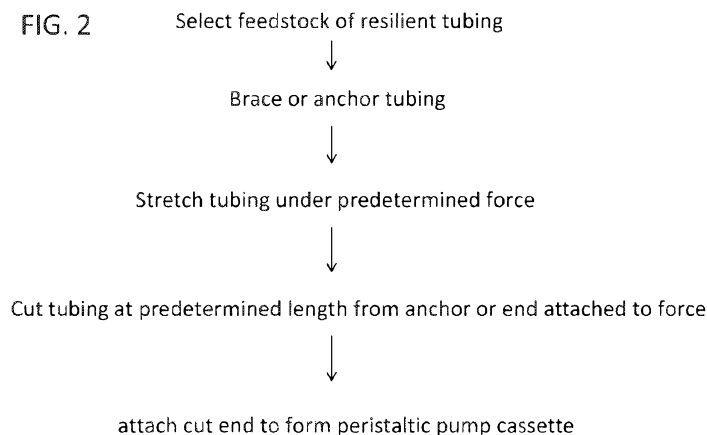 FIG. 2
Select feedstock of resilient tubing
Brace or anchor tubing
Stretch tubing under predetermined force
Cut tubing at predetermined length from anchor or end attached to force
attach cut end to form peristaltic pump cassette